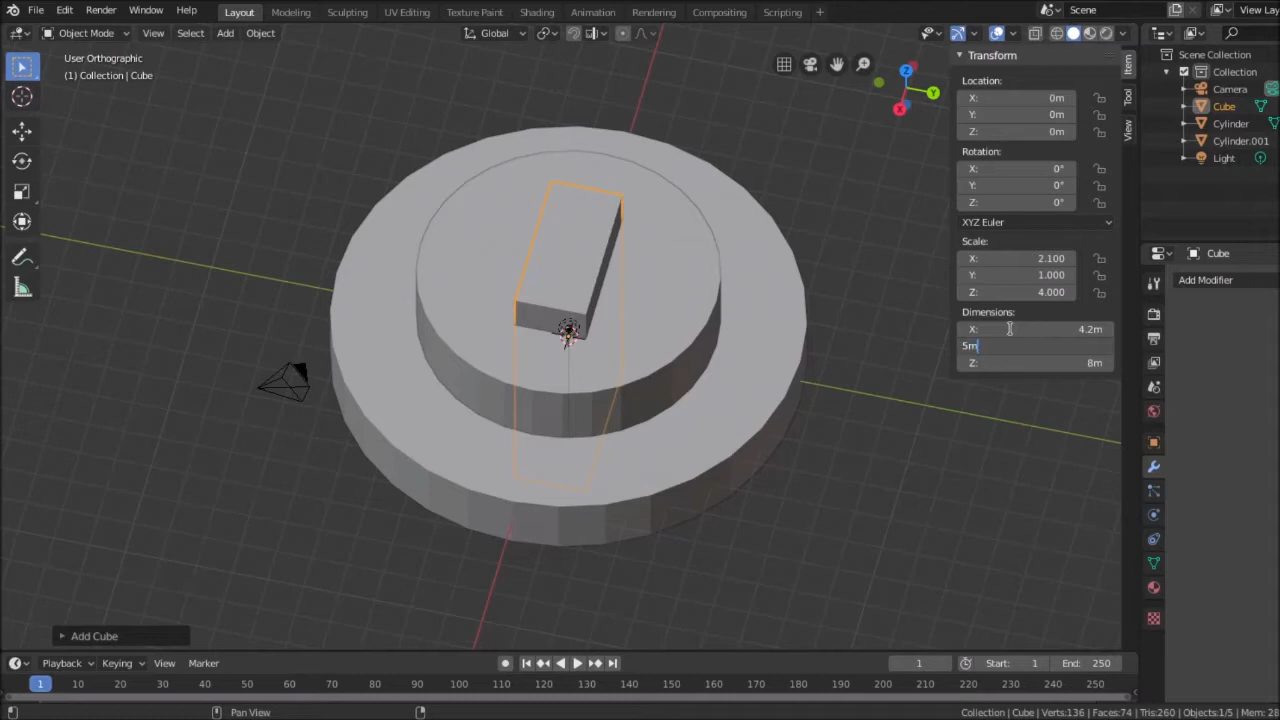 File Edit Render Window Help Layout Modeling Sculpting UV Editing Texture Paint Shading Animation Rendering Compositing Scripting + Scene View Lay
Object Mode View Select Add Object Global
User Orthographic
(1) Collection | Cube
Z
Y
X
Transform
Location:
X: 0m
Y: 0m
Z: 0m
Rotation:
X: 0°
Y: 0°
Z: 0°
XYZ Euler
Scale:
X: 2.100
Y: 1.000
Z: 4.000
Dimensions:
X: 4.2m
5m
Z: 8m
Item
Tool
View
Scene Collection
Collection
Camera
Cube
Cylinder
Cylinder.001
Light
Cube
Add Modifier
Add Cube
Playback Keying View Marker 1 Start: 1 End: 250
1 10 20 30 40 50 60 70 80 90 100 110 120 130 140 150 160 170 180 190 200 210 220 230 240 250
Pan View Collection | Cube | Verts:136 | Faces:74 | Tris:260 | Objects:1/5 | Mem: 28